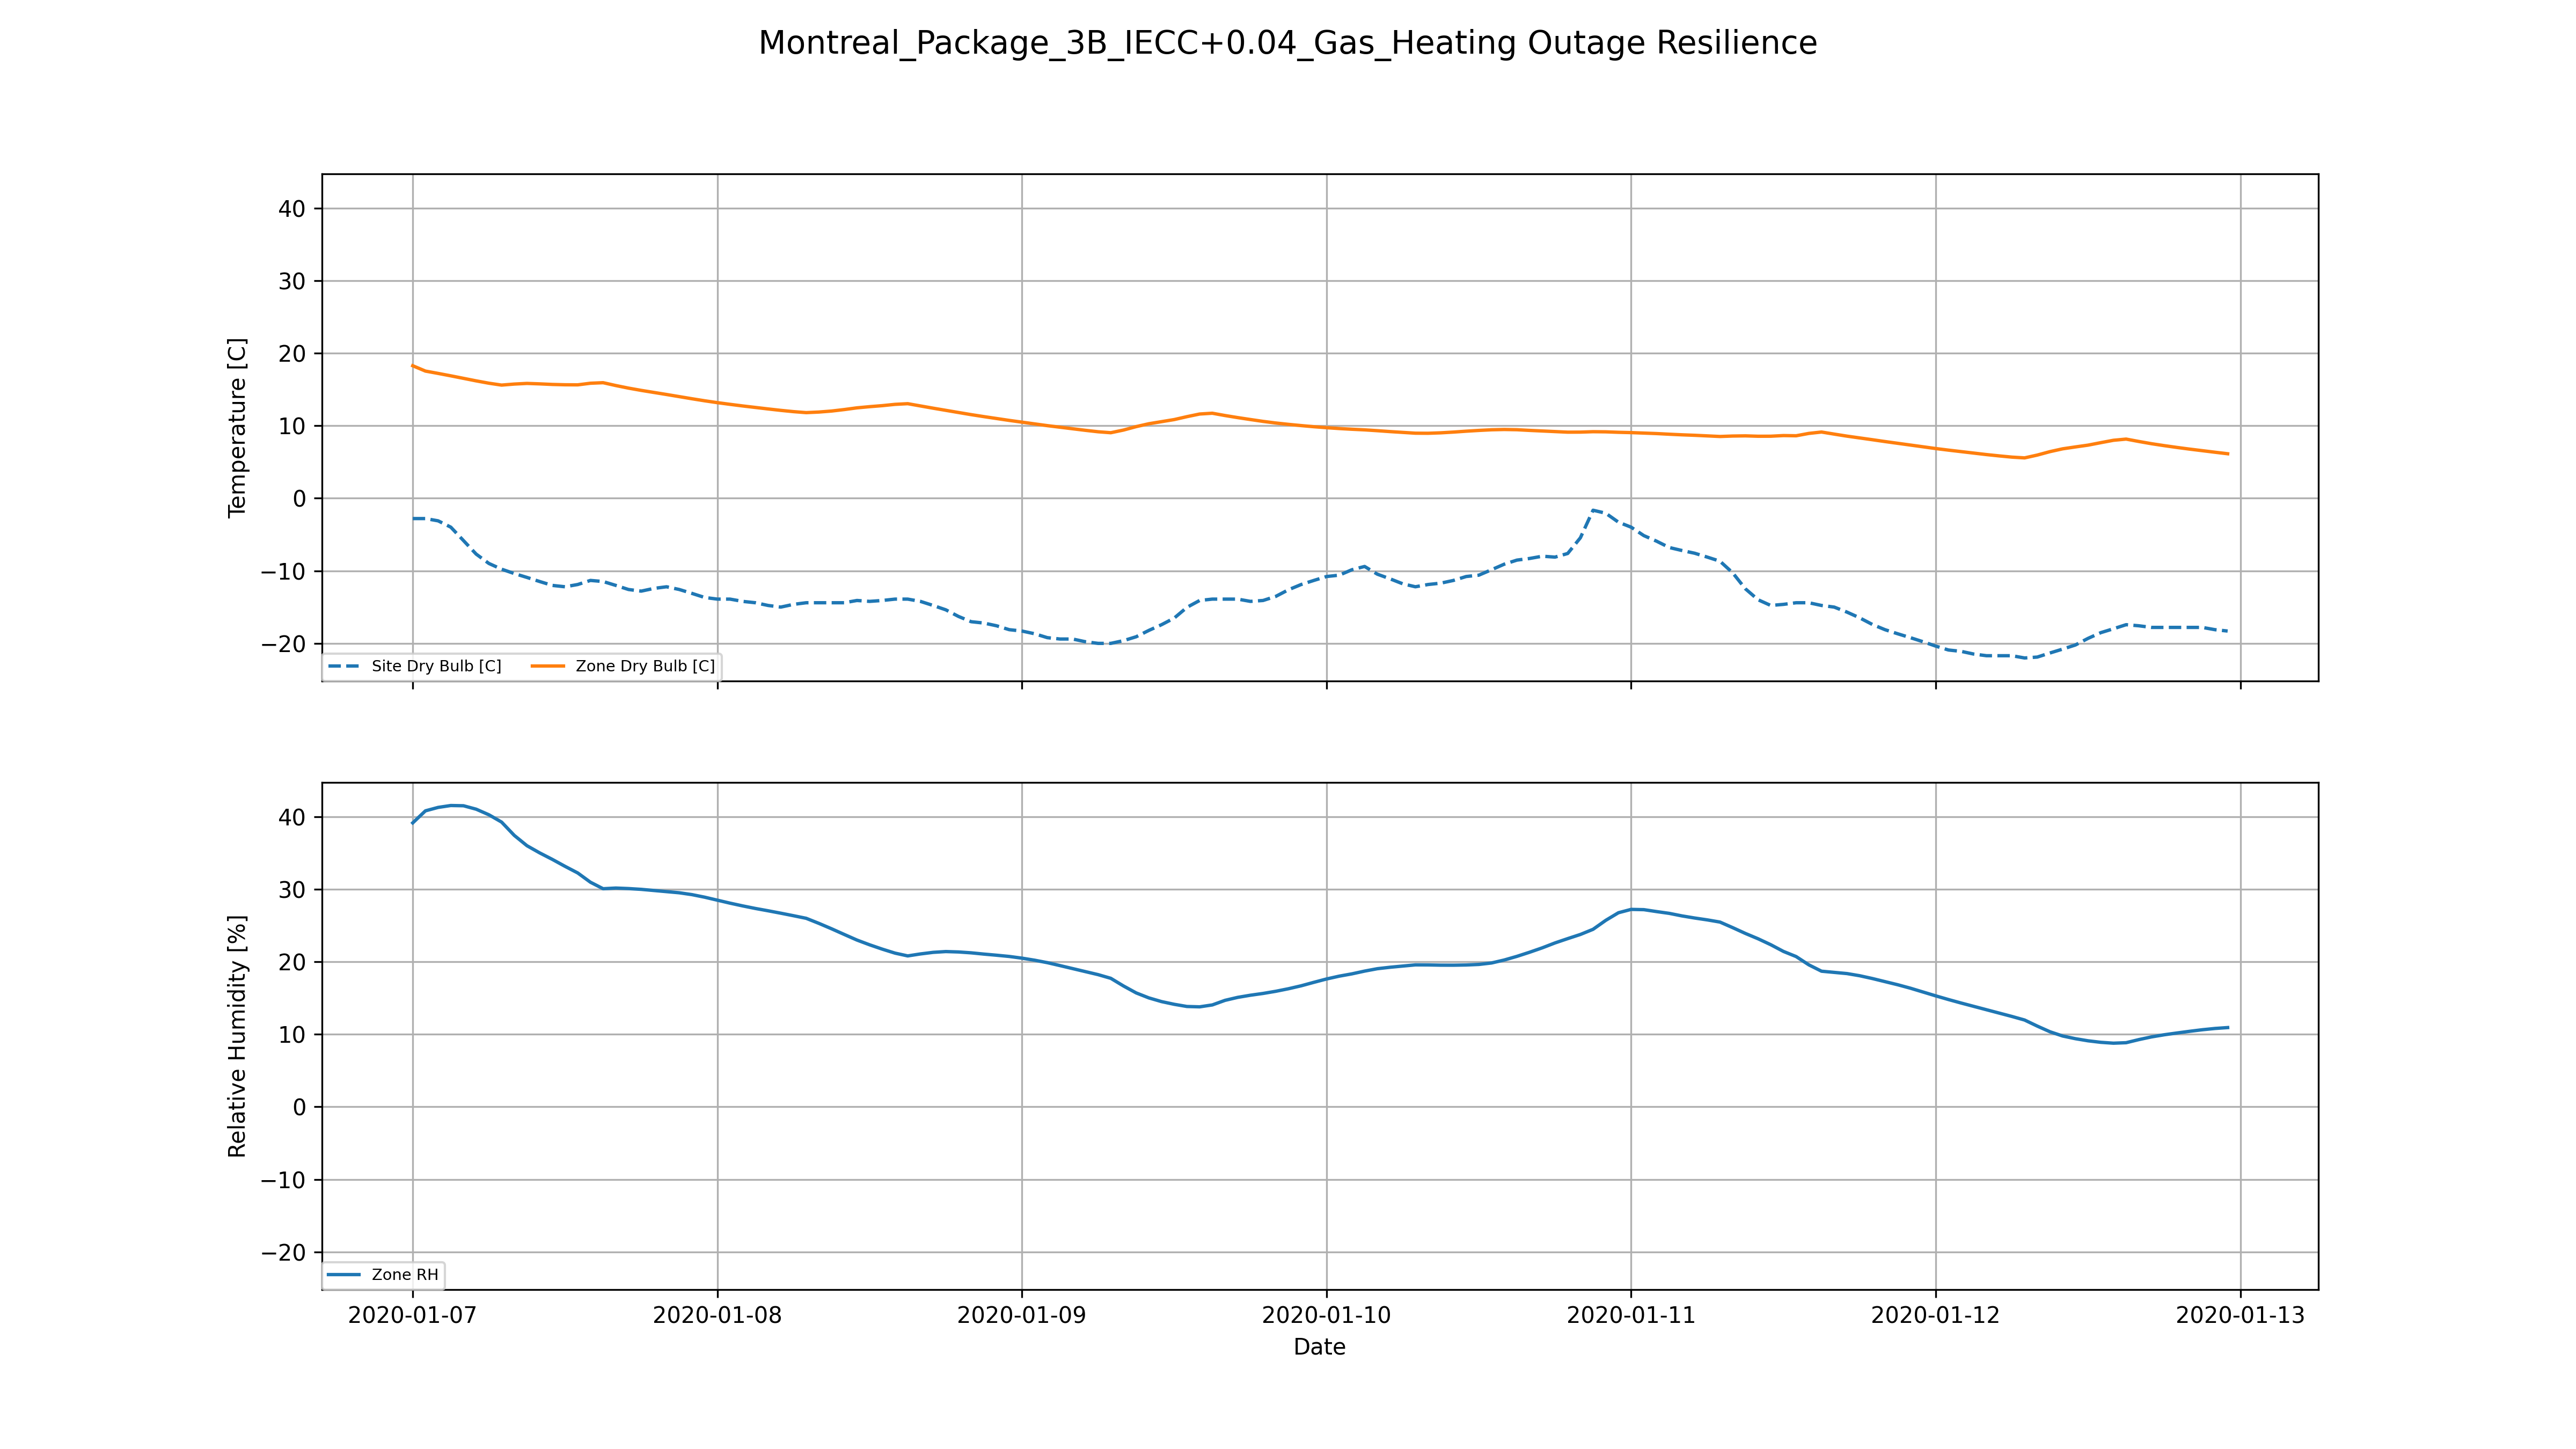 Montreal_Package_3B_IECC+0.04_Gas_Heating Outage Resilience
Temperature [C]
40
30
20
10
0
−10
−20
Site Dry Bulb [C] Zone Dry Bulb [C]
Relative Humidity [%]
40
30
20
10
0
−10
−20
Zone RH
2020-01-07 2020-01-08 2020-01-09 2020-01-10 2020-01-11 2020-01-12 2020-01-13
Date